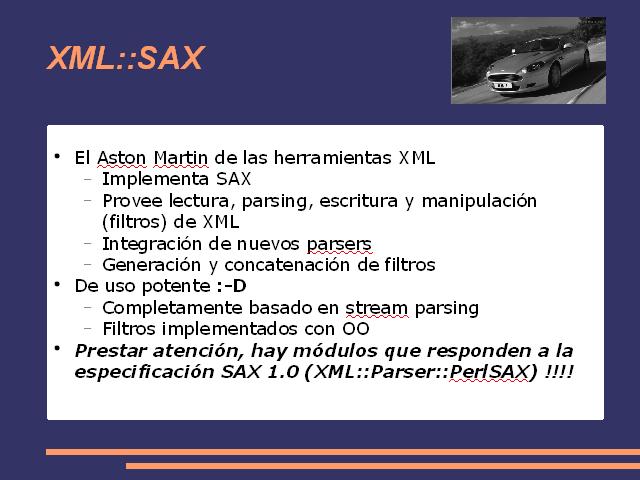 XML::SAX
El Aston Martin de las herramientas XML
– Implementa SAX
– Provee lectura, parsing, escritura y manipulación
(filtros) de XML
– Integración de nuevos parsers
– Generación y concatenación de filtros
De uso potente :-D
– Completamente basado en stream parsing
– Filtros implementados con OO
Prestar atención, hay módulos que responden a la
especificación SAX 1.0 (XML::Parser::PerlSAX) !!!!